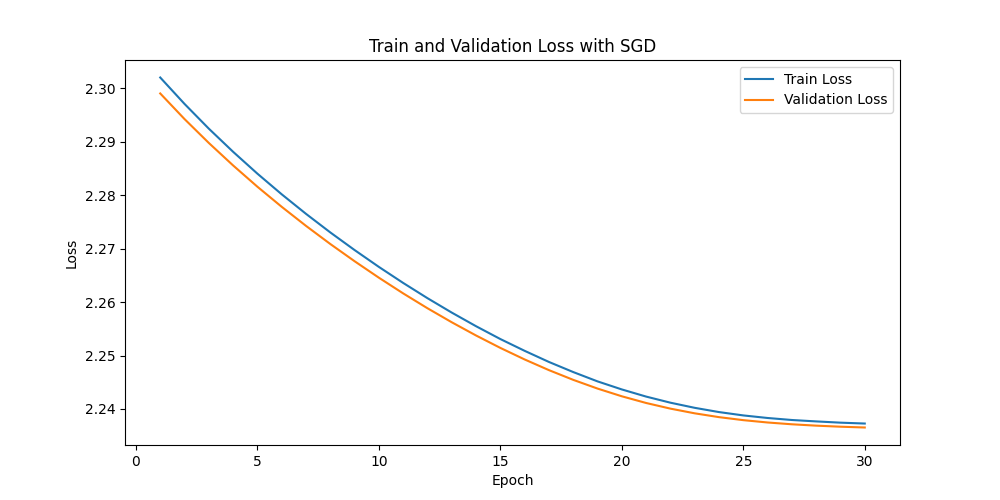 Train and Validation Loss with SGD
Train Loss
Validation Loss
Loss
2.30
2.29
2.28
2.27
2.26
2.25
2.24
0 5 10 15 20 25 30
Epoch